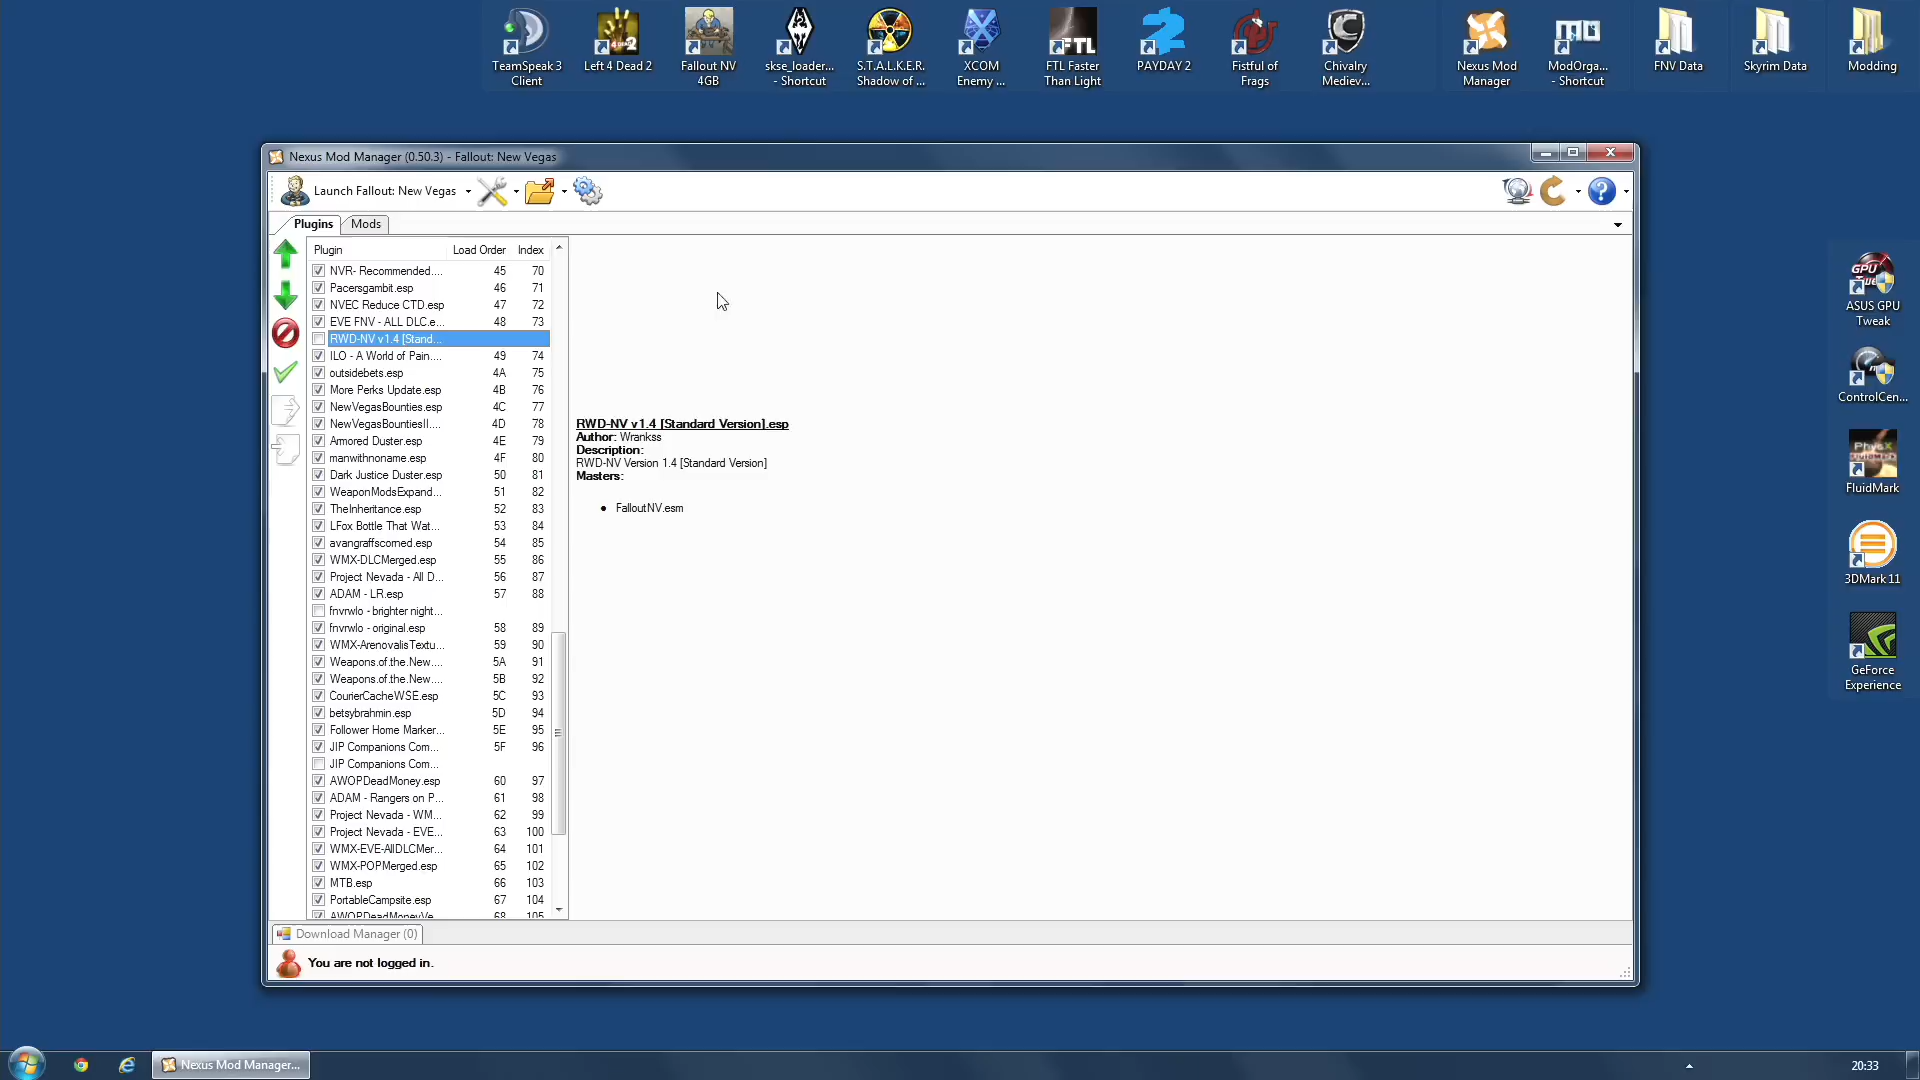 TeamSpeak 3
Client
Left 4 Dead 2
Fallout NV
4GB
skse_loader...
- Shortcut
S.T.A.L.K.E.R.
Shadow of ...
XCOM
Enemy ...
FTL Faster
Than Light
PAYDAY 2
Fistful of
Frags
Chivalry
Mediev...
Nexus Mod
Manager
ModOrga...
- Shortcut
FNV Data
Skyrim Data
Modding
Nexus Mod Manager (0.50.3) - Fallout: New Vegas
Launch Fallout: New Vegas
Plugins Mods
Plugin Load Order Index
NVR- Recommended.... 45 70
Pacersgambit.esp 46 71
NVEC Reduce CTD.esp 47 72
EVE FNV - ALL DLC.e... 48 73
RWD-NV v1.4 [Stand...
ILO - A World of Pain.... 49 74
outsidebets.esp 4A 75
More Perks Update.esp 4B 76
NewVegasBounties.esp 4C 77
NewVegasBountiesII.... 4D 78
Armored Duster.esp 4E 79
manwithnoname.esp 4F 80
Dark Justice Duster.esp 50 81
WeaponModsExpand... 51 82
TheInheritance.esp 52 83
LFox Bottle That Wat... 53 84
avangraffscorned.esp 54 85
WMX-DLCMerged.esp 55 86
Project Nevada - All D... 56 87
ADAM - LR.esp 57 88
fnvrwlo - brighter night...
fnvrwlo - original.esp 58 89
WMX-ArenovalisTextu... 59 90
Weapons.of.the.New.... 5A 91
Weapons.of.the.New.... 5B 92
CourierCacheWSE.esp 5C 93
betsybrahmin.esp 5D 94
Follower Home Marker... 5E 95
JIP Companions Com... 5F 96
JIP Companions Com...
AWOPDeadMoney.esp 60 97
ADAM - Rangers on P... 61 98
Project Nevada - WM... 62 99
Project Nevada - EVE... 63 100
WMX-EVE-AllDLCMer... 64 101
WMX-POPMerged.esp 65 102
MTB.esp 66 103
PortableCampsite.esp 67 104
AWOPDeadMoneyVe... 68 105
RWD-NV v1.4 [Standard Version].esp
Author: Wrankss
Description:
RWD-NV Version 1.4 [Standard Version]
Masters:
• FalloutNV.esm
Download Manager (0)
You are not logged in.
GPU
ASUS GPU
Tweak
ControlCen...
PhysX
FluidMark
FluidMark
3DMark 11
GeForce
Experience
Nexus Mod Manager...
20:33